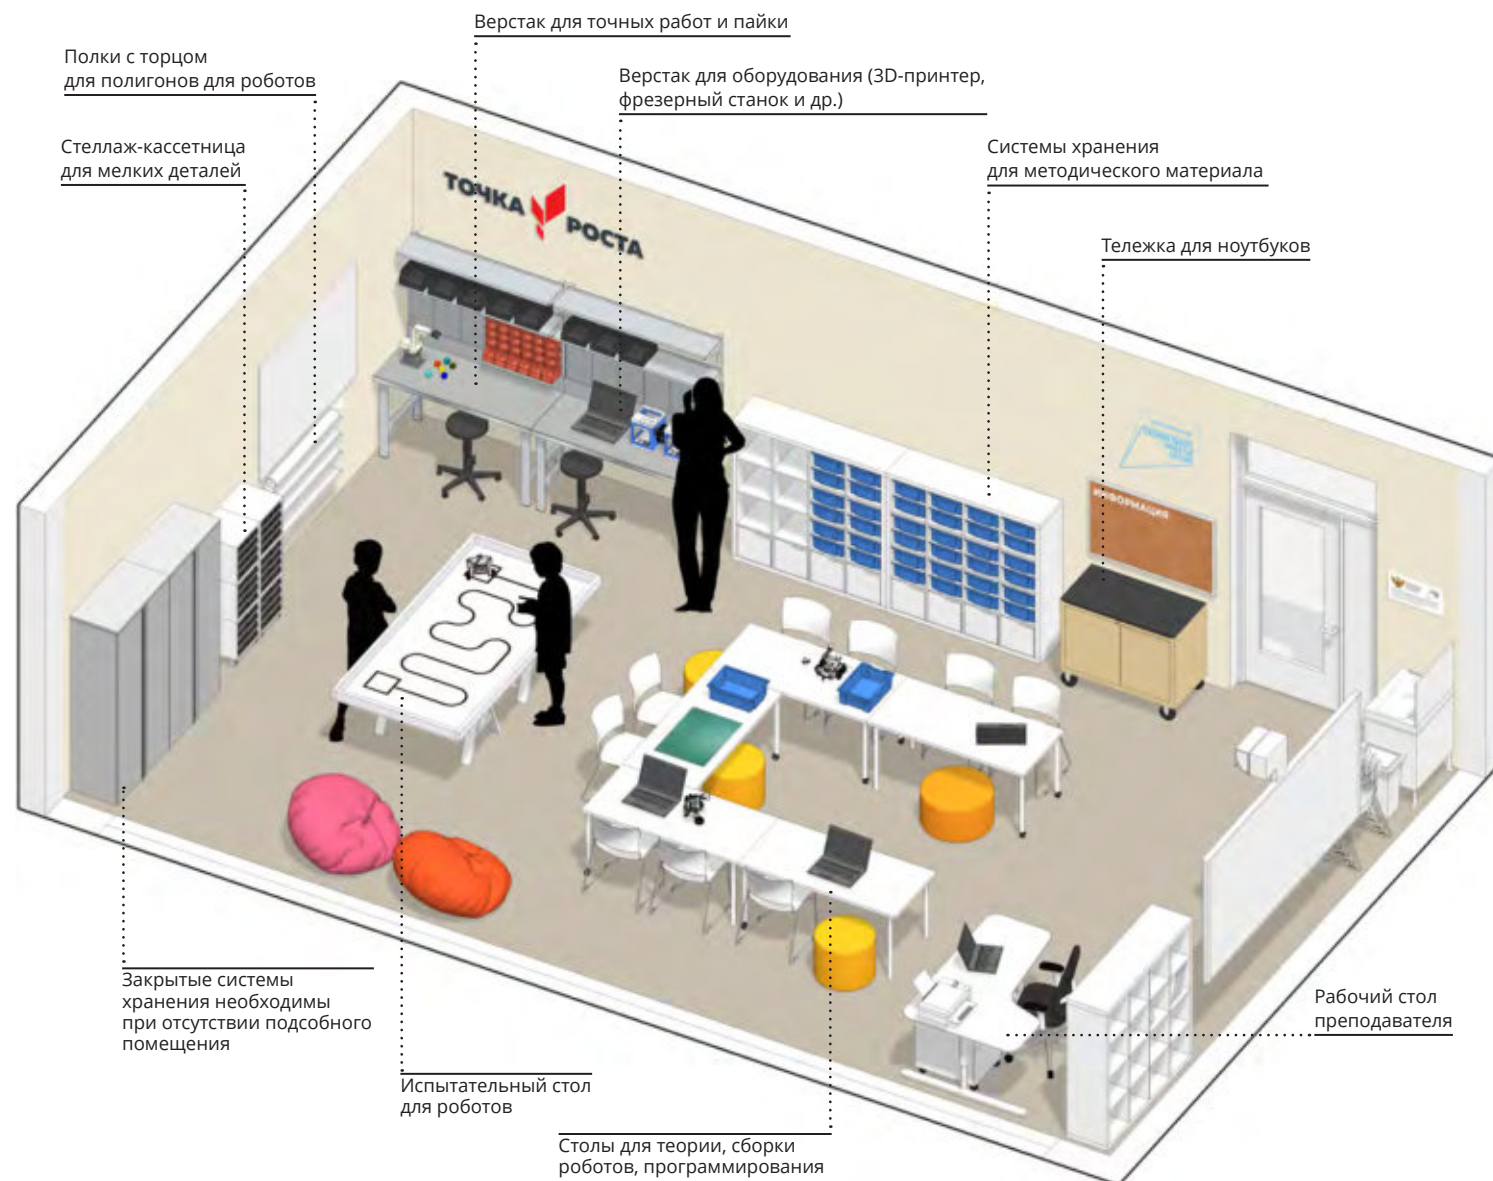 Верстак для точных работ и пайки
Полки с торцом
для полигонов для роботов
Верстак для оборудования (3D-принтер,
фрезерный станок и др.)
Стеллаж-кассетница
для мелких деталей
Системы хранения
для методического материала
Тележка для ноутбуков
ТОЧКА
РОСТА
ИНФОРМАЦИЯ
Закрытые системы
хранения необходимы
при отсутствии подсобного
помещения
Рабочий стол
преподавателя
Испытательный стол
для роботов
Столы для теории, сборки
роботов, программирования